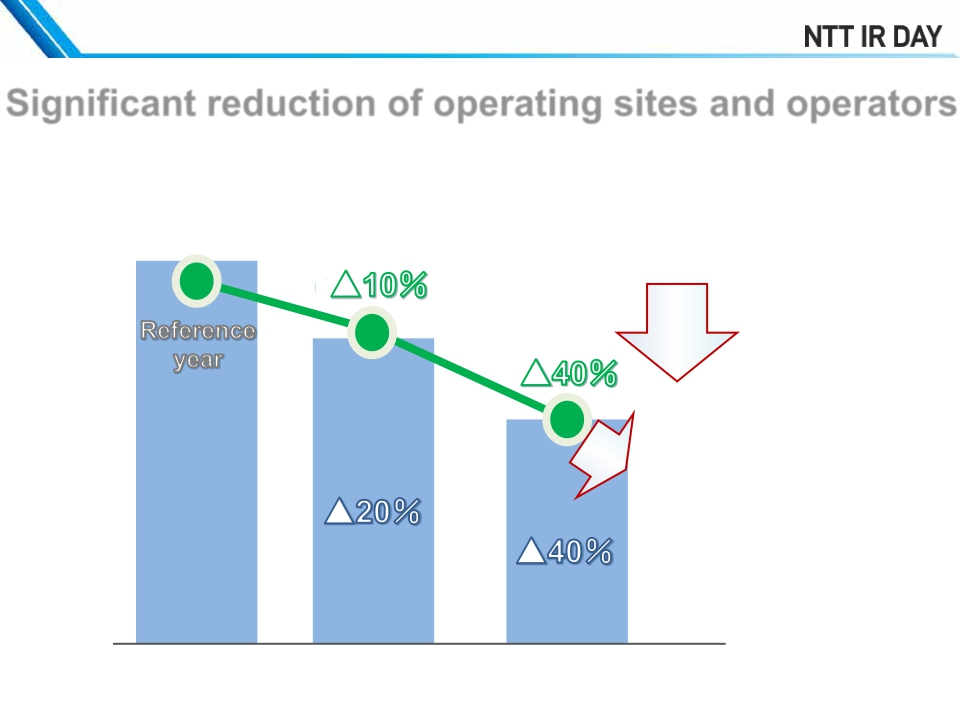 NTT IR DAY
Significant reduction of operating sites and operators
△10%
Reference
year
△40%
▲20%
▲40%